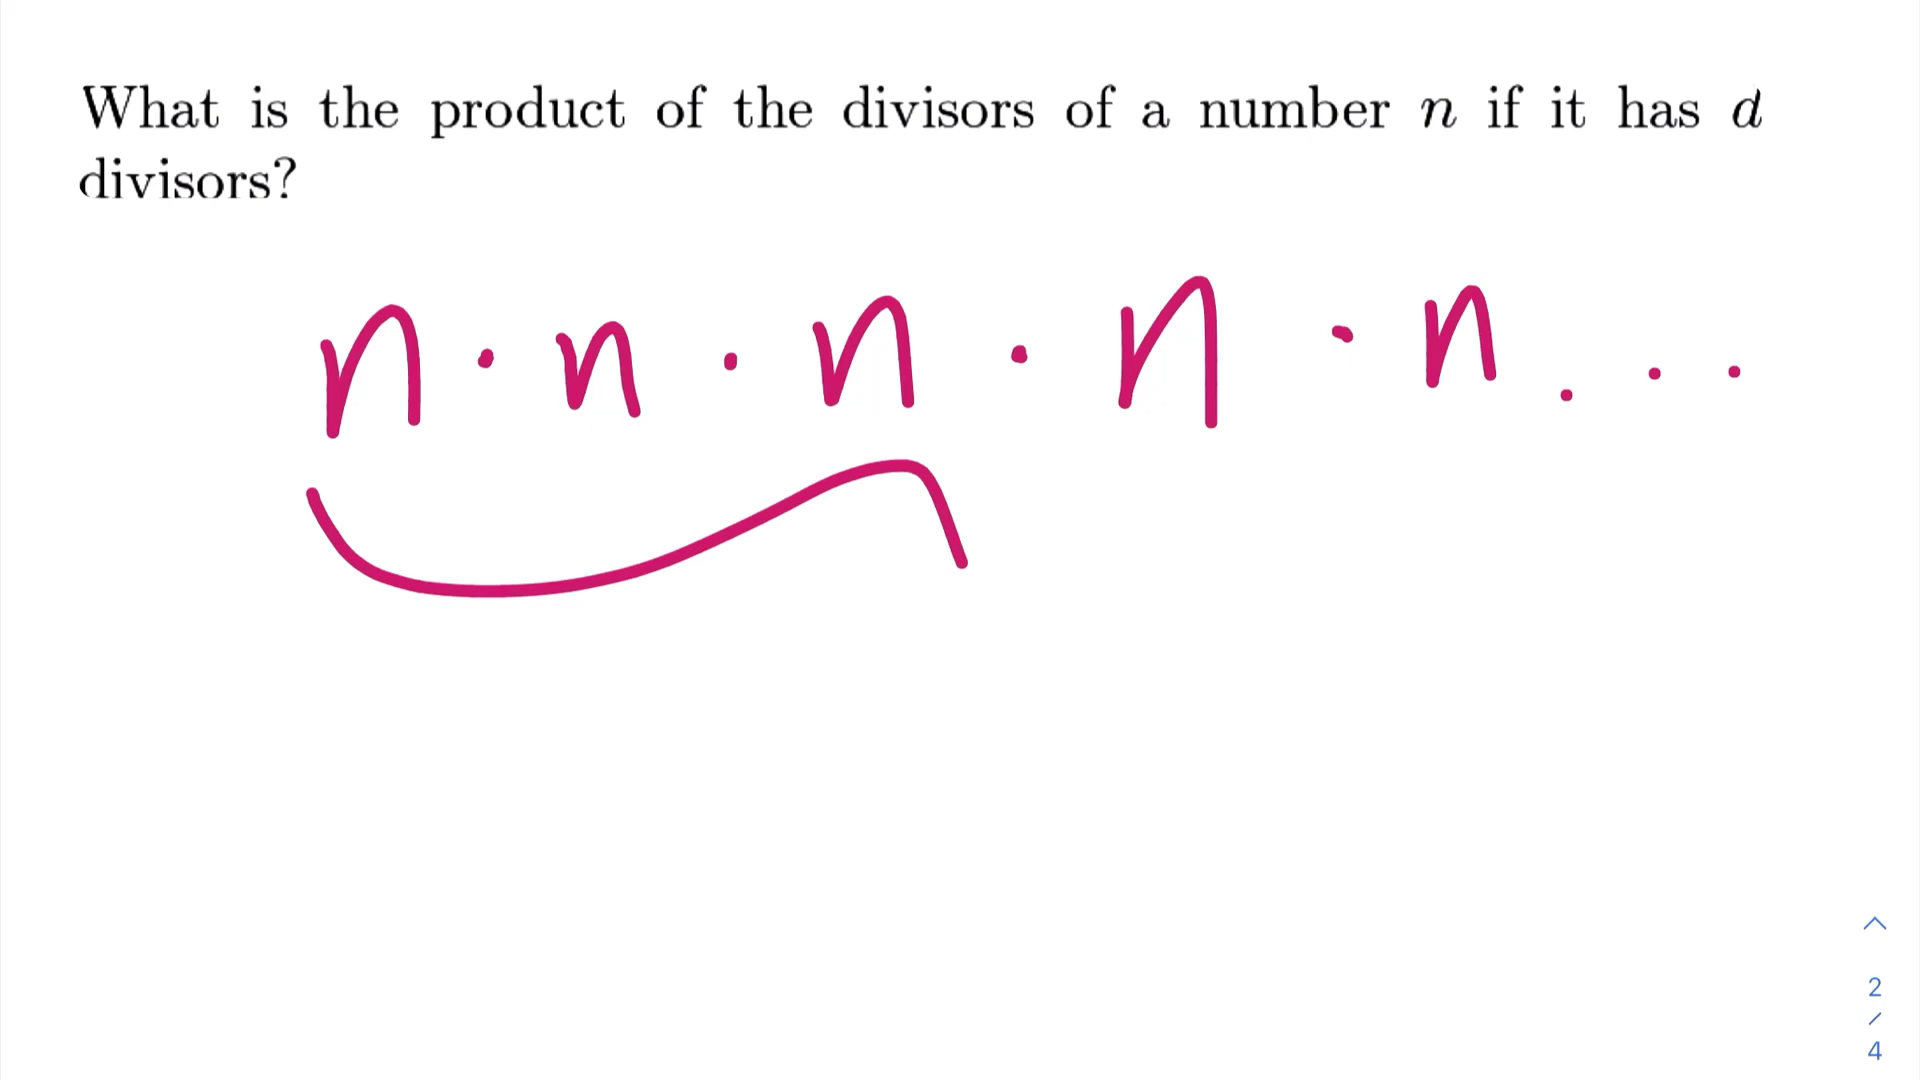 What is the product of the divisors of a number n if it has d
divisors?
n · n · n · n · n . . .
2
/
4